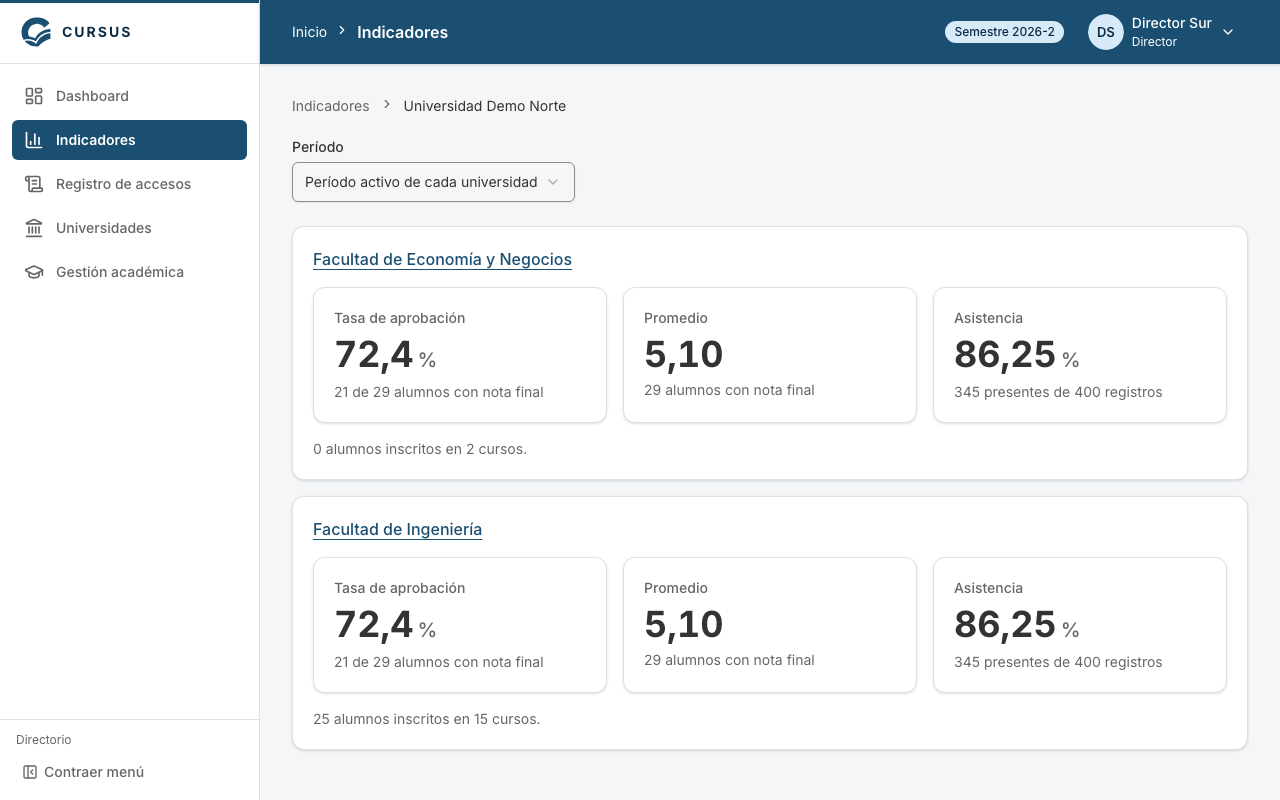 CURSUS
Inicio
Indicadores
Semestre 2026-2
DS
Director Sur
Director
Dashboard
Indicadores
Registro de accesos
Universidades
Gestión académica
Directorio
Contraer menú
Indicadores
Universidad Demo Norte
Período
Período activo de cada universidad
Facultad de Economía y Negocios
Tasa de aprobación
72,4 %
21 de 29 alumnos con nota final
Promedio
5,10
29 alumnos con nota final
Asistencia
86,25 %
345 presentes de 400 registros
0 alumnos inscritos en 2 cursos.
Facultad de Ingeniería
Tasa de aprobación
72,4 %
21 de 29 alumnos con nota final
Promedio
5,10
29 alumnos con nota final
Asistencia
86,25 %
345 presentes de 400 registros
25 alumnos inscritos en 15 cursos.